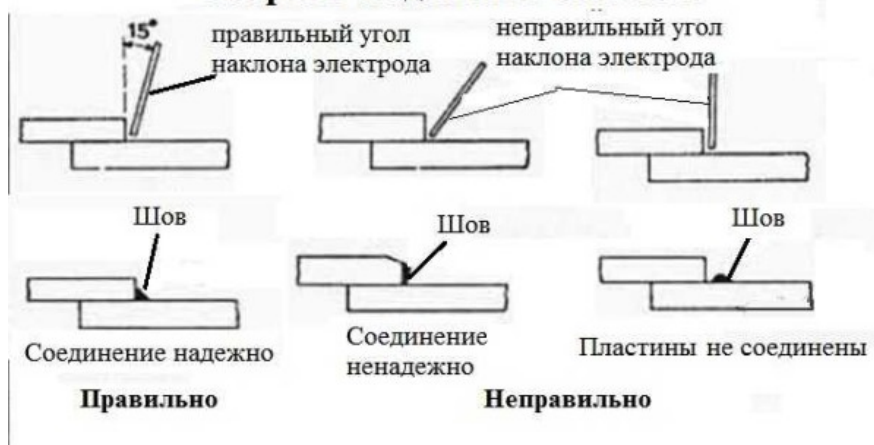 15°
правильный угол
наклона электрода
неправильный угол
наклона электрода
Шов
Шов
Шов
Соединение надежно
Соединение
ненадежно
Пластины не соединены
Правильно
Неправильно